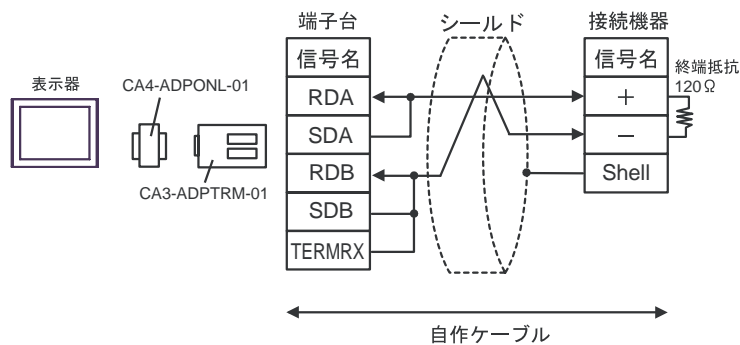 端子台
シールド
接続機器
信号名
信号名
表示器
CA4-ADPONL-01
終端抵抗
120Ω
RDA
+
SDA
−
RDB
Shell
CA3-ADPTRM-01
SDB
TERMRX
自作ケーブル